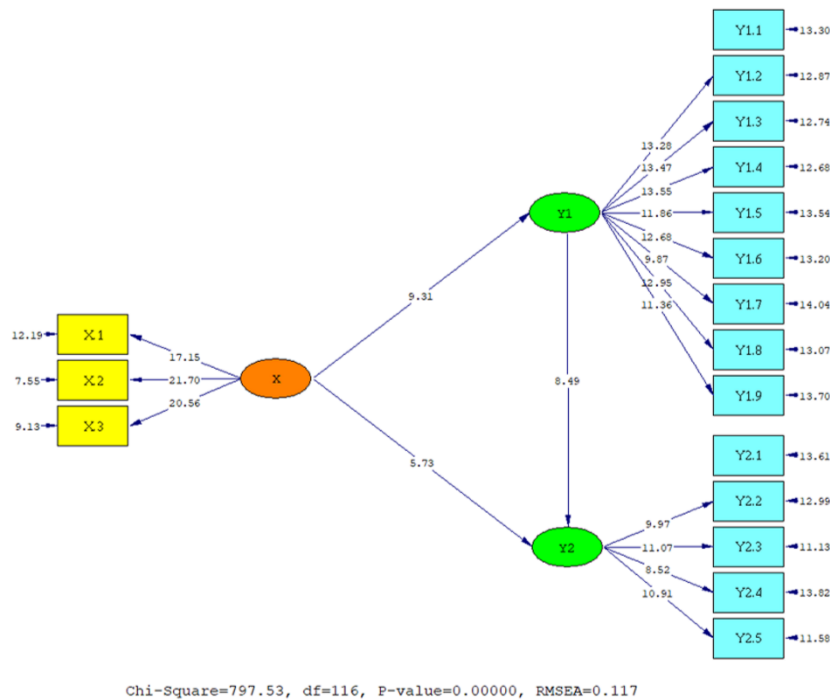 Y1.1
13.30
Y1.2
12.87
Y1.3
12.74
13.28
Y1.4
12.68
13.47
13.55
Y1.5
13.54
11.86
Y1
12.68
Y1.6
13.20
9.87
Y1.7
14.04
12.95
11.36
9.31
Y1.8
13.07
12.19
X.1
17.15
7.55
X.2
21.70
X
8.49
Y1.9
13.70
20.56
9.13
X.3
Y2.1
13.61
5.73
Y2.2
12.99
9.97
Y2
11.07
Y2.3
11.13
8.52
Y2.4
13.82
10.91
Y2.5
11.58
Chi-Square=797.53, df=116, P-value=0.00000, RMSEA=0.117